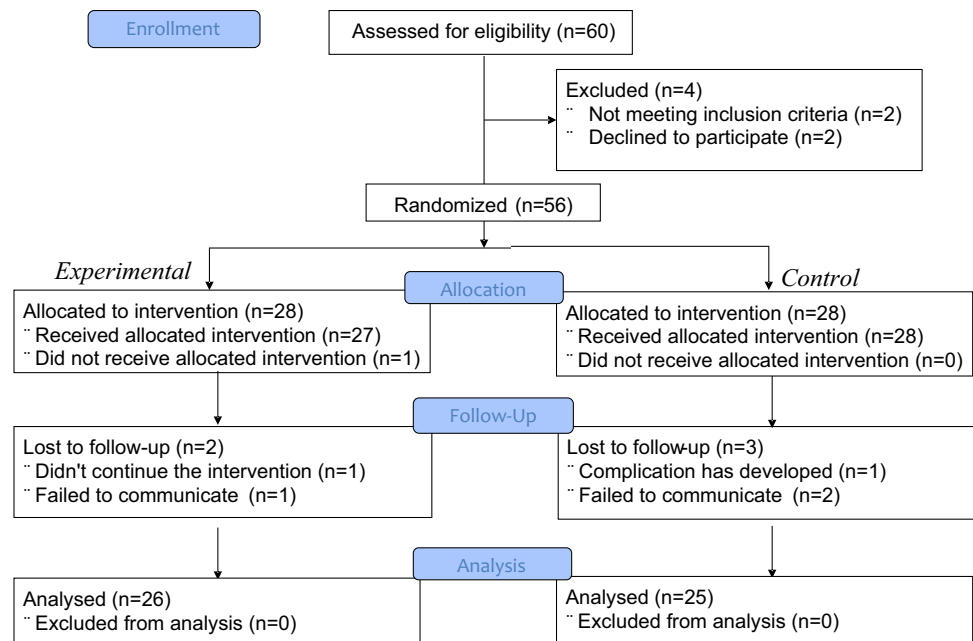 Enrollment
Assessed for eligibility (n=60)
Excluded (n=4)
¨ Not meeting inclusion criteria (n=2)
¨ Declined to participate (n=2)
Randomized (n=56)
Experimental
Control
Allocation
Allocated to intervention (n=28)
¨ Received allocated intervention (n=27)
¨ Did not receive allocated intervention (n=1)
Allocated to intervention (n=28)
¨ Received allocated intervention (n=28)
¨ Did not receive allocated intervention (n=0)
Follow-Up
Lost to follow-up (n=2)
¨ Didn't continue the intervention (n=1)
¨ Failed to communicate (n=1)
Lost to follow-up (n=3)
¨ Complication has developed (n=1)
¨ Failed to communicate (n=2)
Analysis
Analysed (n=26)
¨ Excluded from analysis (n=0)
Analysed (n=25)
¨ Excluded from analysis (n=0)